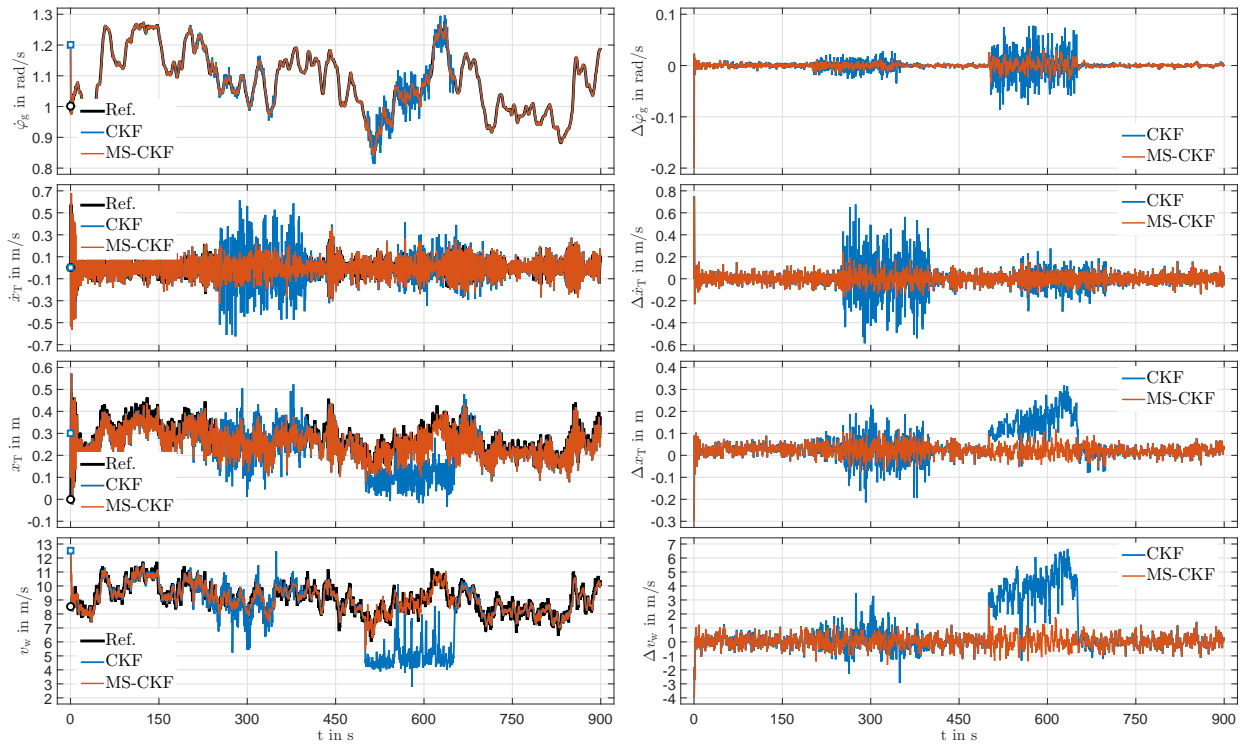 1.3
1.2
1.1
1
0.9
0.8
φ̇g in rad/s
Ref.
CKF
MS-CKF
0.1
0
-0.1
-0.2
Δφ̇g in rad/s
CKF
MS-CKF
0.7
0.5
0.3
0.1
-0.1
-0.3
-0.5
-0.7
ẋT in m/s
Ref.
CKF
MS-CKF
0.8
0.6
0.4
0.2
0
-0.2
-0.4
-0.6
ΔẋT in m/s
CKF
MS-CKF
0.6
0.5
0.4
0.3
0.2
0.1
0
-0.1
xT in m
Ref.
CKF
MS-CKF
0.4
0.3
0.2
0.1
0
-0.1
-0.2
-0.3
ΔxT in m
CKF
MS-CKF
13
12
11
10
9
8
7
6
5
4
3
2
vw in m/s
Ref.
CKF
MS-CKF
0 150 300 450 600 750 900
t in s
7
6
5
4
3
2
1
0
-1
-2
-3
-4
Δvw in m/s
CKF
MS-CKF
0 150 300 450 600 750 900
t in s